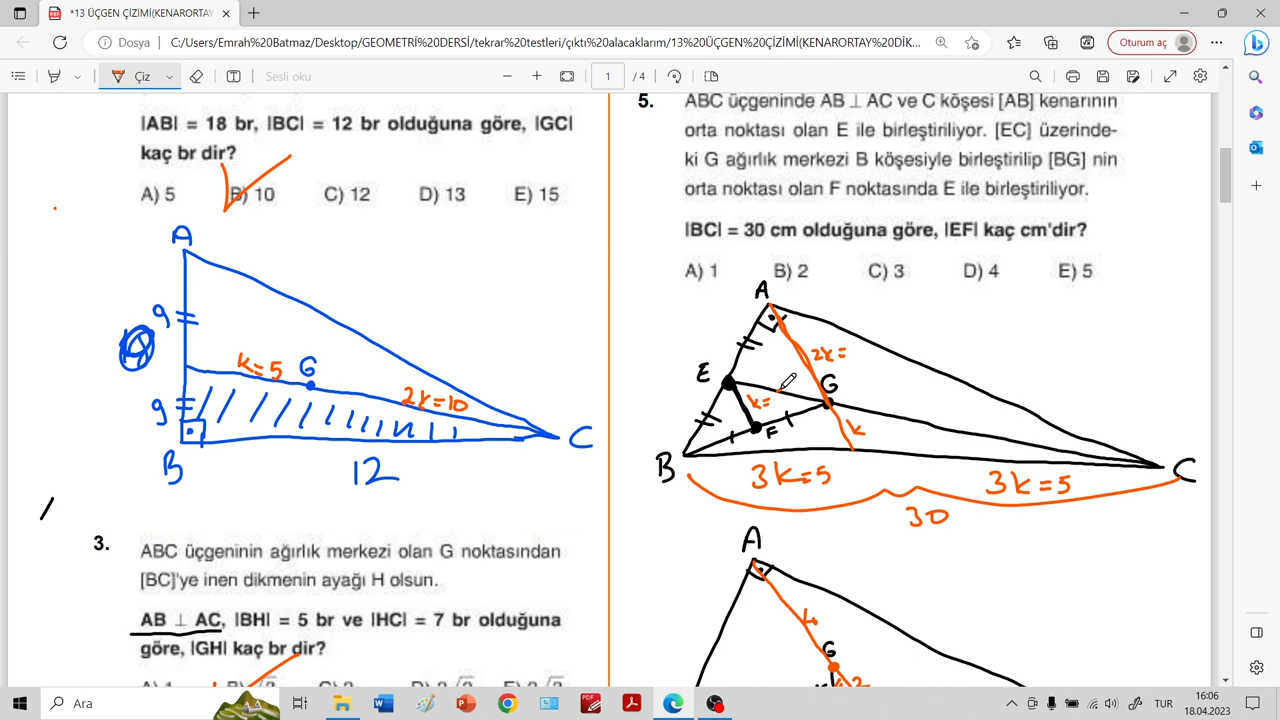 *13 ÜÇGEN ÇİZİMİ(KENARORTAY
Dosya
C:/Users/Emrah%20Batmaz/Desktop/GEOMETRİ%20DERSİ/tekrar%20testleri/çıktı%20alacaklarım/13%20ÜÇGEN%20ÇİZİMİ(KENARORTAY%20DİK...
Oturum aç
Çiz
Sesli oku
1 / 4
|AB| = 18 br, |BC| = 12 br olduğuna göre, |GC|
kaç br dir?
A) 5 B) 10 C) 12 D) 13 E) 15
A
9
k=5
G
9
2k=10
B
12
C
3. ABC üçgeninin ağırlık merkezi olan G noktasından
[BC]'ye inen dikmenin ayağı H olsun.
AB ⊥ AC, |BH| = 5 br ve |HC| = 7 br olduğuna
göre, |GH| kaç br dir?
5. ABC üçgeninde AB ⊥ AC ve C köşesi [AB] kenarının
orta noktası olan E ile birleştiriliyor. [EC] üzerinde-
ki G ağırlık merkezi B köşesiyle birleştirilip [BG] nin
orta noktası olan F noktasında E ile birleştiriliyor.
|BC| = 30 cm olduğuna göre, |EF| kaç cm'dir?
A) 1 B) 2 C) 3 D) 4 E) 5
A
2k=
E
G
k=
F
k
B
3k=5
3k=5
C
30
A
G
Ara
TUR
16:06
18.04.2023